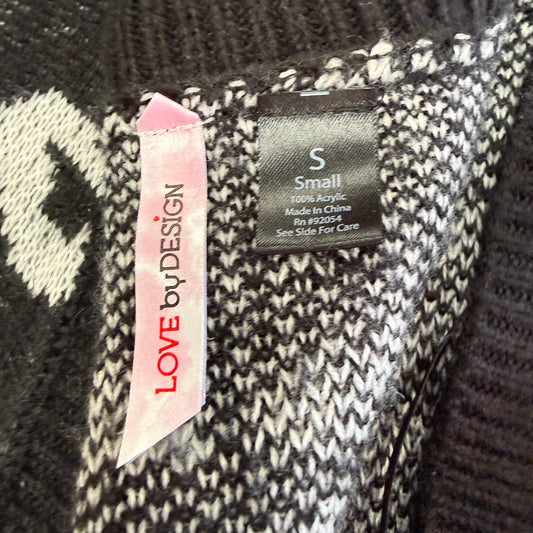 LOVE by DESIGN
S
Small
100% Acrylic
Made In China
Rn #92054
See Side For Care